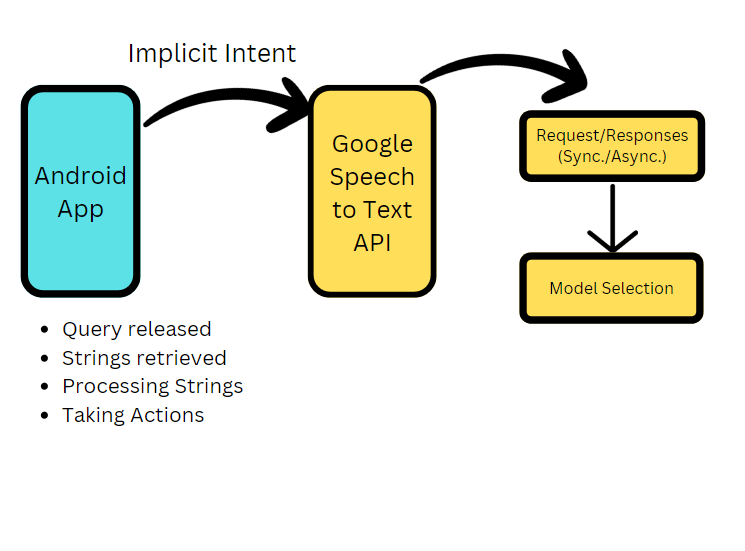 Implicit Intent
Android
App
Google
Speech
to Text
API
Request/Responses
(Sync./Async.)
Model Selection
• Query released
• Strings retrieved
• Processing Strings
• Taking Actions